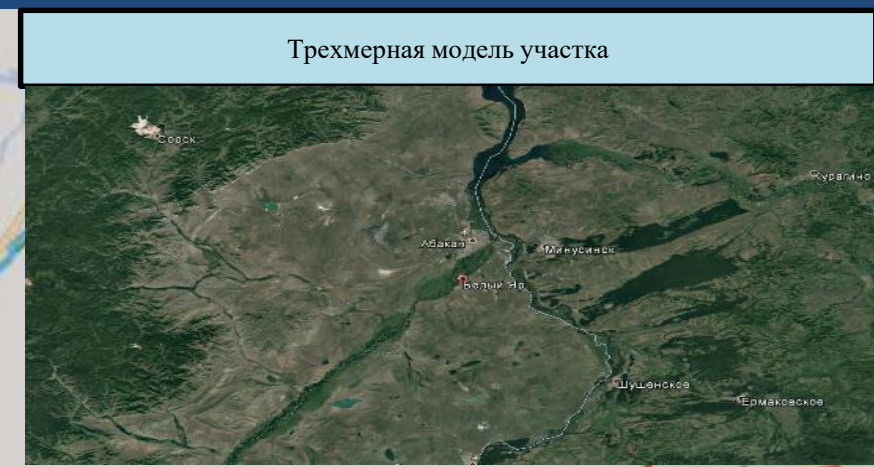 Трехмерная модель участка
Сорск
Курагино
Абакан
Минусинск
Белый Яр
Шушенское
Ермаковское